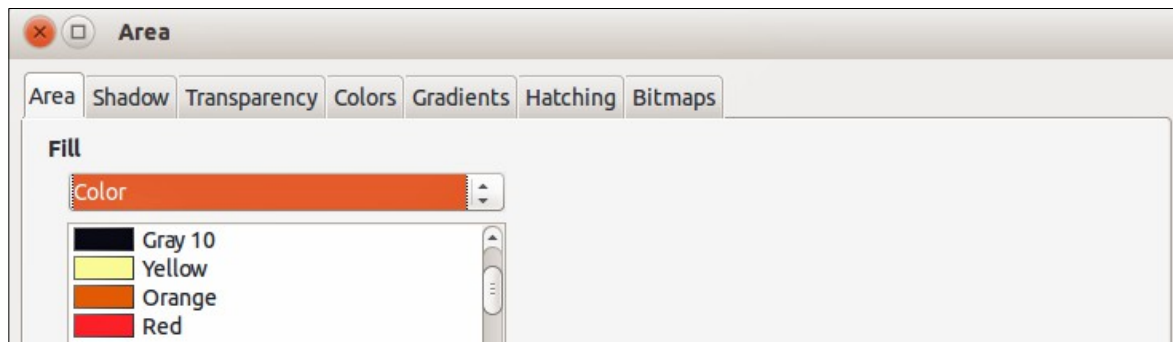 Area
Area Shadow Transparency Colors Gradients Hatching Bitmaps
Fill
Color
Gray 10
Yellow
Orange
Red